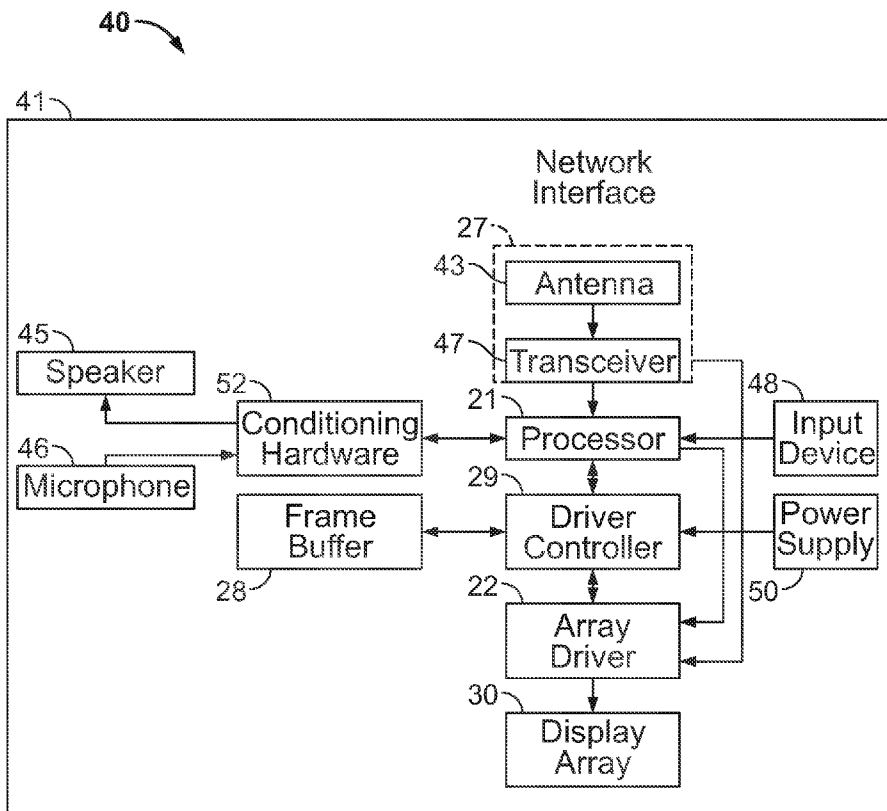 40
41
Network
Interface
27
43
Antenna
45
47
Speaker
52
Transceiver
48
21
Conditioning
Hardware
Processor
Input
Device
46
Microphone
29
Frame
Buffer
Driver
Controller
Power
Supply
28
22
50
Array
Driver
30
Display
Array